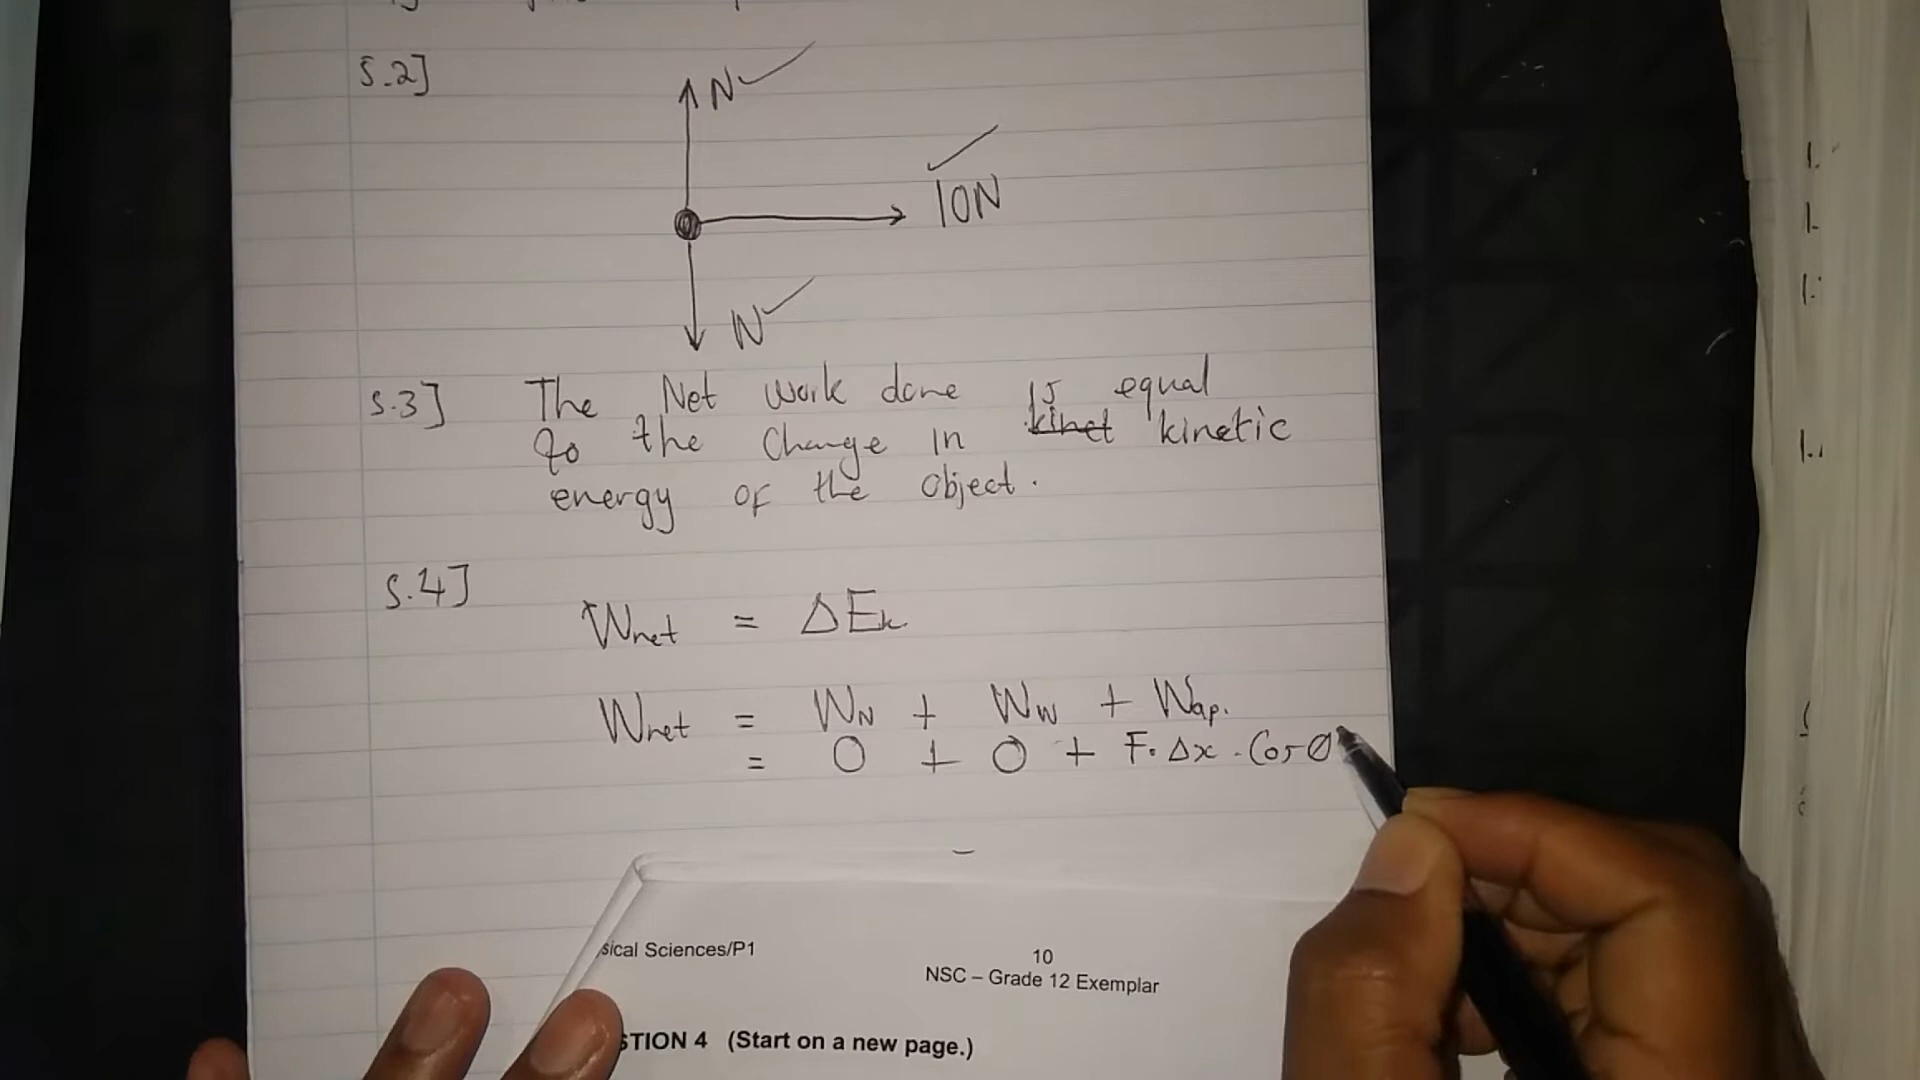 5.2]
N✓
✓
10N
W✓
5.3] The Net work done is equal
to the change in kinet kinetic
energy of the object.
5.4]
Wnet = ΔEk
Wnet = WN + Ww + Wap.
= 0 + 0 + F.Δx.Cosθ
sical Sciences/P1
10
NSC – Grade 12 Exemplar
STION 4 (Start on a new page.)